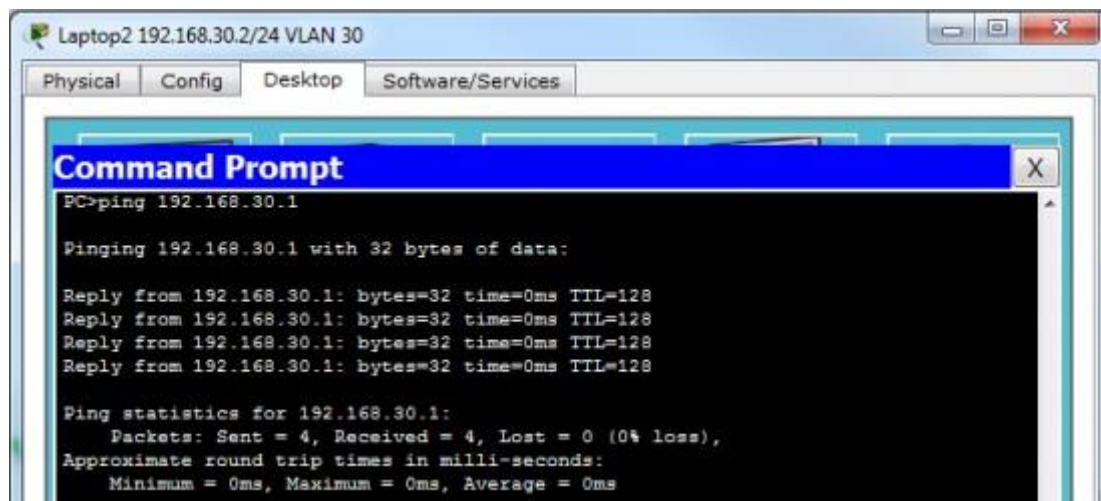 Laptop2 192.168.30.2/24 VLAN 30
Physical Config Desktop Software/Services
Command Prompt X
PC>ping 192.168.30.1
Pinging 192.168.30.1 with 32 bytes of data:
Reply from 192.168.30.1: bytes=32 time=0ms TTL=128
Reply from 192.168.30.1: bytes=32 time=0ms TTL=128
Reply from 192.168.30.1: bytes=32 time=0ms TTL=128
Reply from 192.168.30.1: bytes=32 time=0ms TTL=128
Ping statistics for 192.168.30.1:
Packets: Sent = 4, Received = 4, Lost = 0 (0% loss),
Approximate round trip times in milli-seconds:
Minimum = 0ms, Maximum = 0ms, Average = 0ms